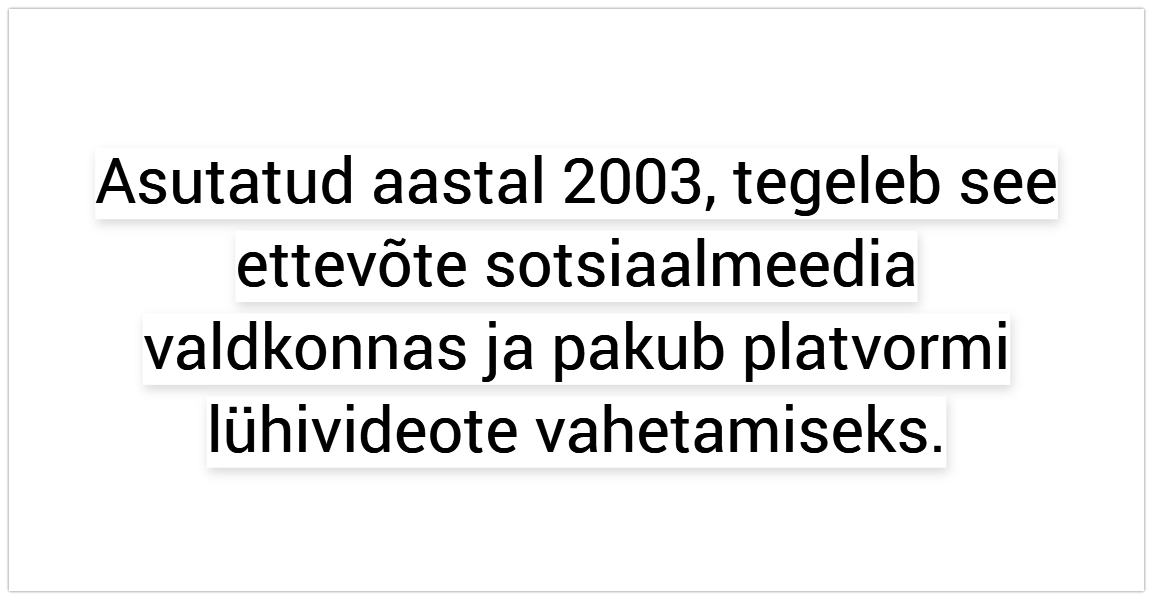 Asutatud aastal 2003, tegeleb see
ettevõte sotsiaalmeedia
valdkonnas ja pakub platvormi
lühivideote vahetamiseks.